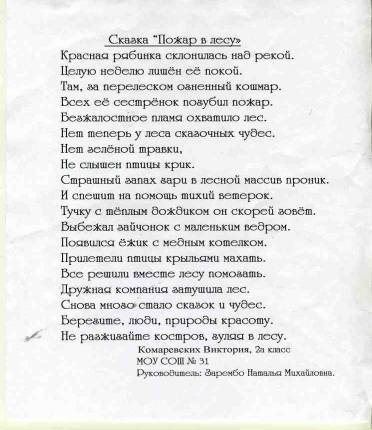 Сказка "Пожар в лесу»
Красная рябинка склонилась над рекой.
Целую неделю лишён её покой.
Там, за перелеском огненный кошмар.
Всех её сестрёнок погубил пожар.
Безжалостное пламя охватило лес.
Нет теперь у леса сказочных чудес.
Нет зелёной травки,
Не слышен птицы крик.
Страшный запах гари в лесной массив проник.
И спешит на помощь тихий ветерок.
Тучку с тёплым дождиком он скорей зовёт.
Выбежал зайчонок с маленьким ведром.
Появился ёжик с медным котелком.
Прилетели птицы крыльями махать.
Все решили вместе лесу помогать.
Дружная компания затушила лес.
Снова много стало сказок и чудес.
Берегите, люди, природы красоту.
Не разжигайте костров, гуляя в лесу.
Комаревских Виктория, 2а класс
МОУ СОШ № 31
Руководитель: Зарембо Наталья Михайловна.